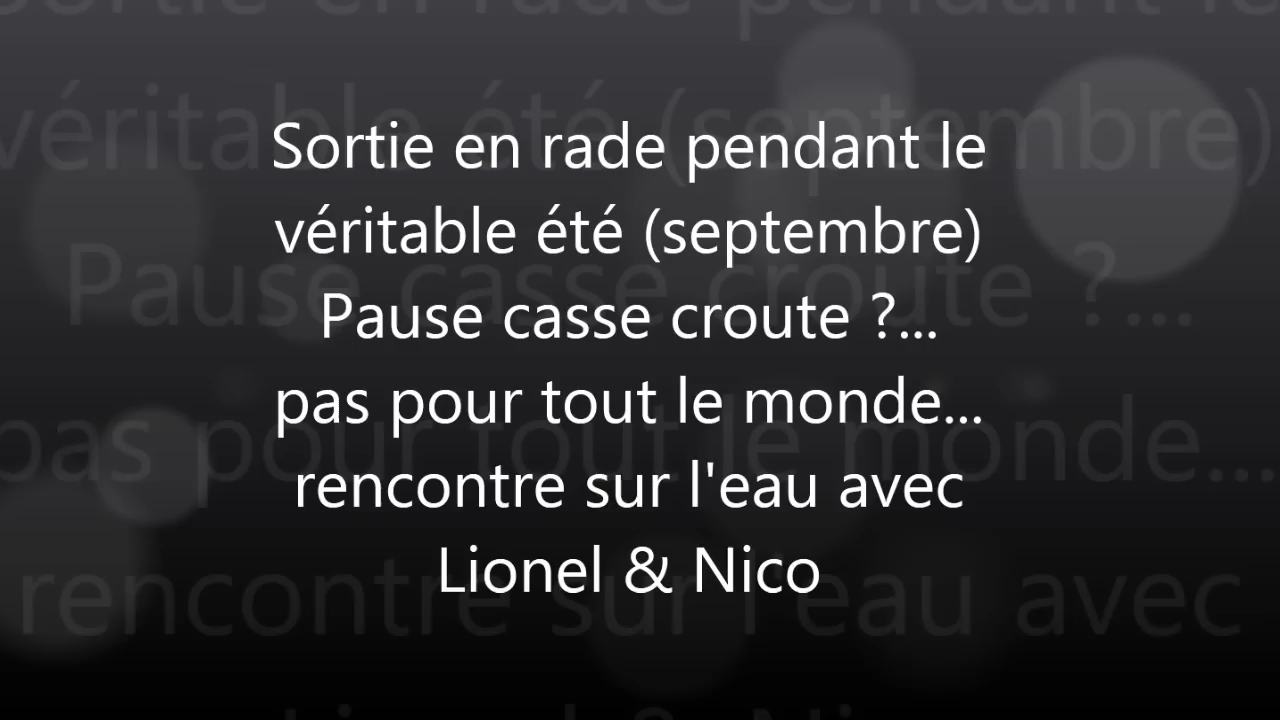 Sortie en rade pendant le
véritable été (septembre)
Pause casse croute ?...
pas pour tout le monde...
rencontre sur l'eau avec
Lionel & Nico